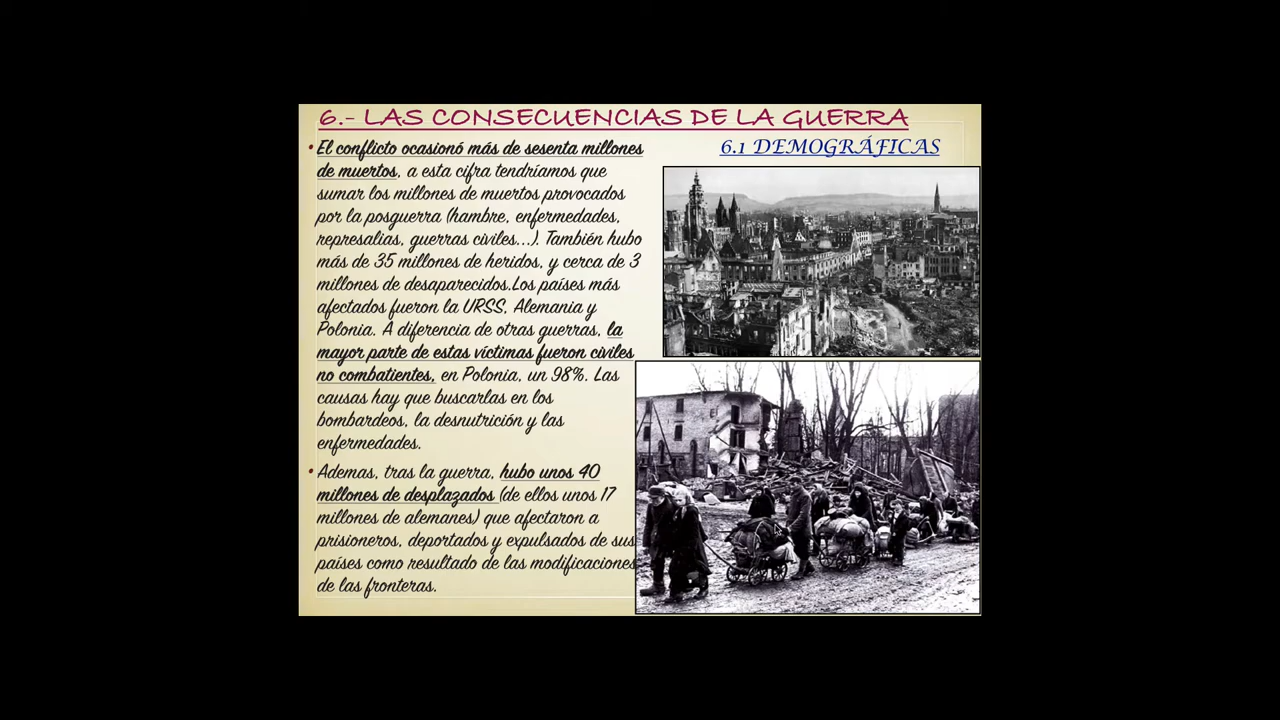 6.- LAS CONSECUENCIAS DE LA GUERRA
6.1 DEMOGRÁFICAS
• El conflicto ocasionó más de sesenta millones
de muertos, a esta cifra tendríamos que
sumar los millones de muertos provocados
por la posguerra (hambre, enfermedades,
represalias, guerras civiles...). También hubo
más de 35 millones de heridos, y cerca de 3
millones de desaparecidos.Los países más
afectados fueron la URSS, Alemania y
Polonia. A diferencia de otras guerras, la
mayor parte de estas víctimas fueron civiles
no combatientes, en Polonia, un 98%. Las
causas hay que buscarlas en los
bombardeos, la desnutrición y las
enfermedades.
• Ademas, tras la guerra, hubo unos 40
millones de desplazados (de ellos unos 17
millones de alemanes) que afectaron a
prisioneros, deportados y expulsados de sus
países como resultado de las modificaciones
de las fronteras.